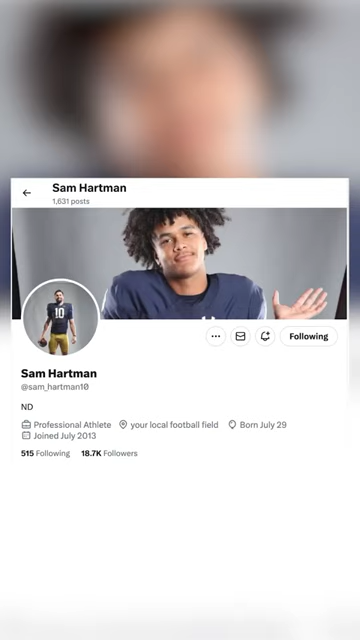 Sam Hartman
1,631 posts
10
Following
Sam Hartman
@sam_hartman10
ND
Professional Athlete your local football field Born July 29
Joined July 2013
515 Following 18.7K Followers